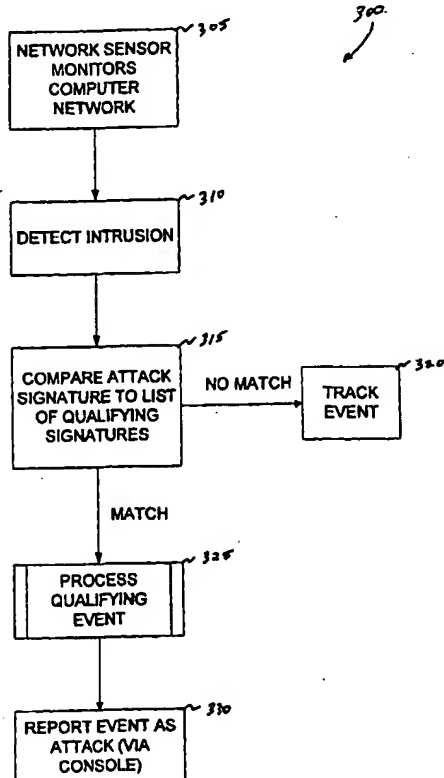 300
305
NETWORK SENSOR
MONITORS
COMPUTER
NETWORK
310
DETECT INTRUSION
315
COMPARE ATTACK
SIGNATURE TO LIST
OF QUALIFYING
SIGNATURES
NO MATCH
320
TRACK
EVENT
MATCH
325
PROCESS
QUALIFYING
EVENT
330
REPORT EVENT AS
ATTACK (VIA
CONSOLE)